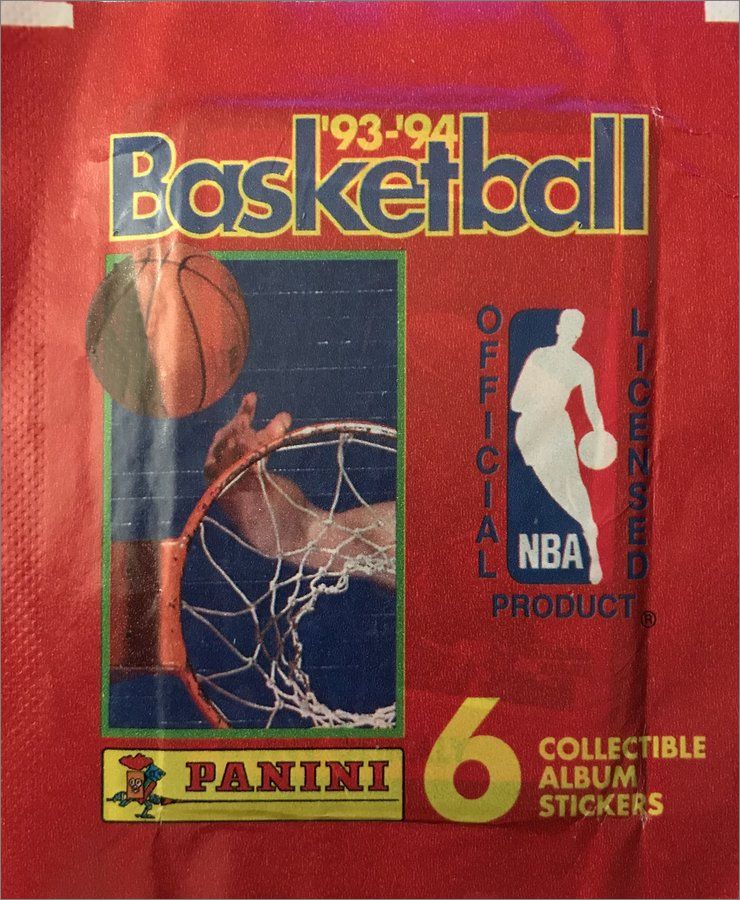 '93-'94
Basketball
OFFICIAL
LICENSED
NBA
PRODUCT®
PANINI
6
COLLECTIBLE
ALBUM
STICKERS